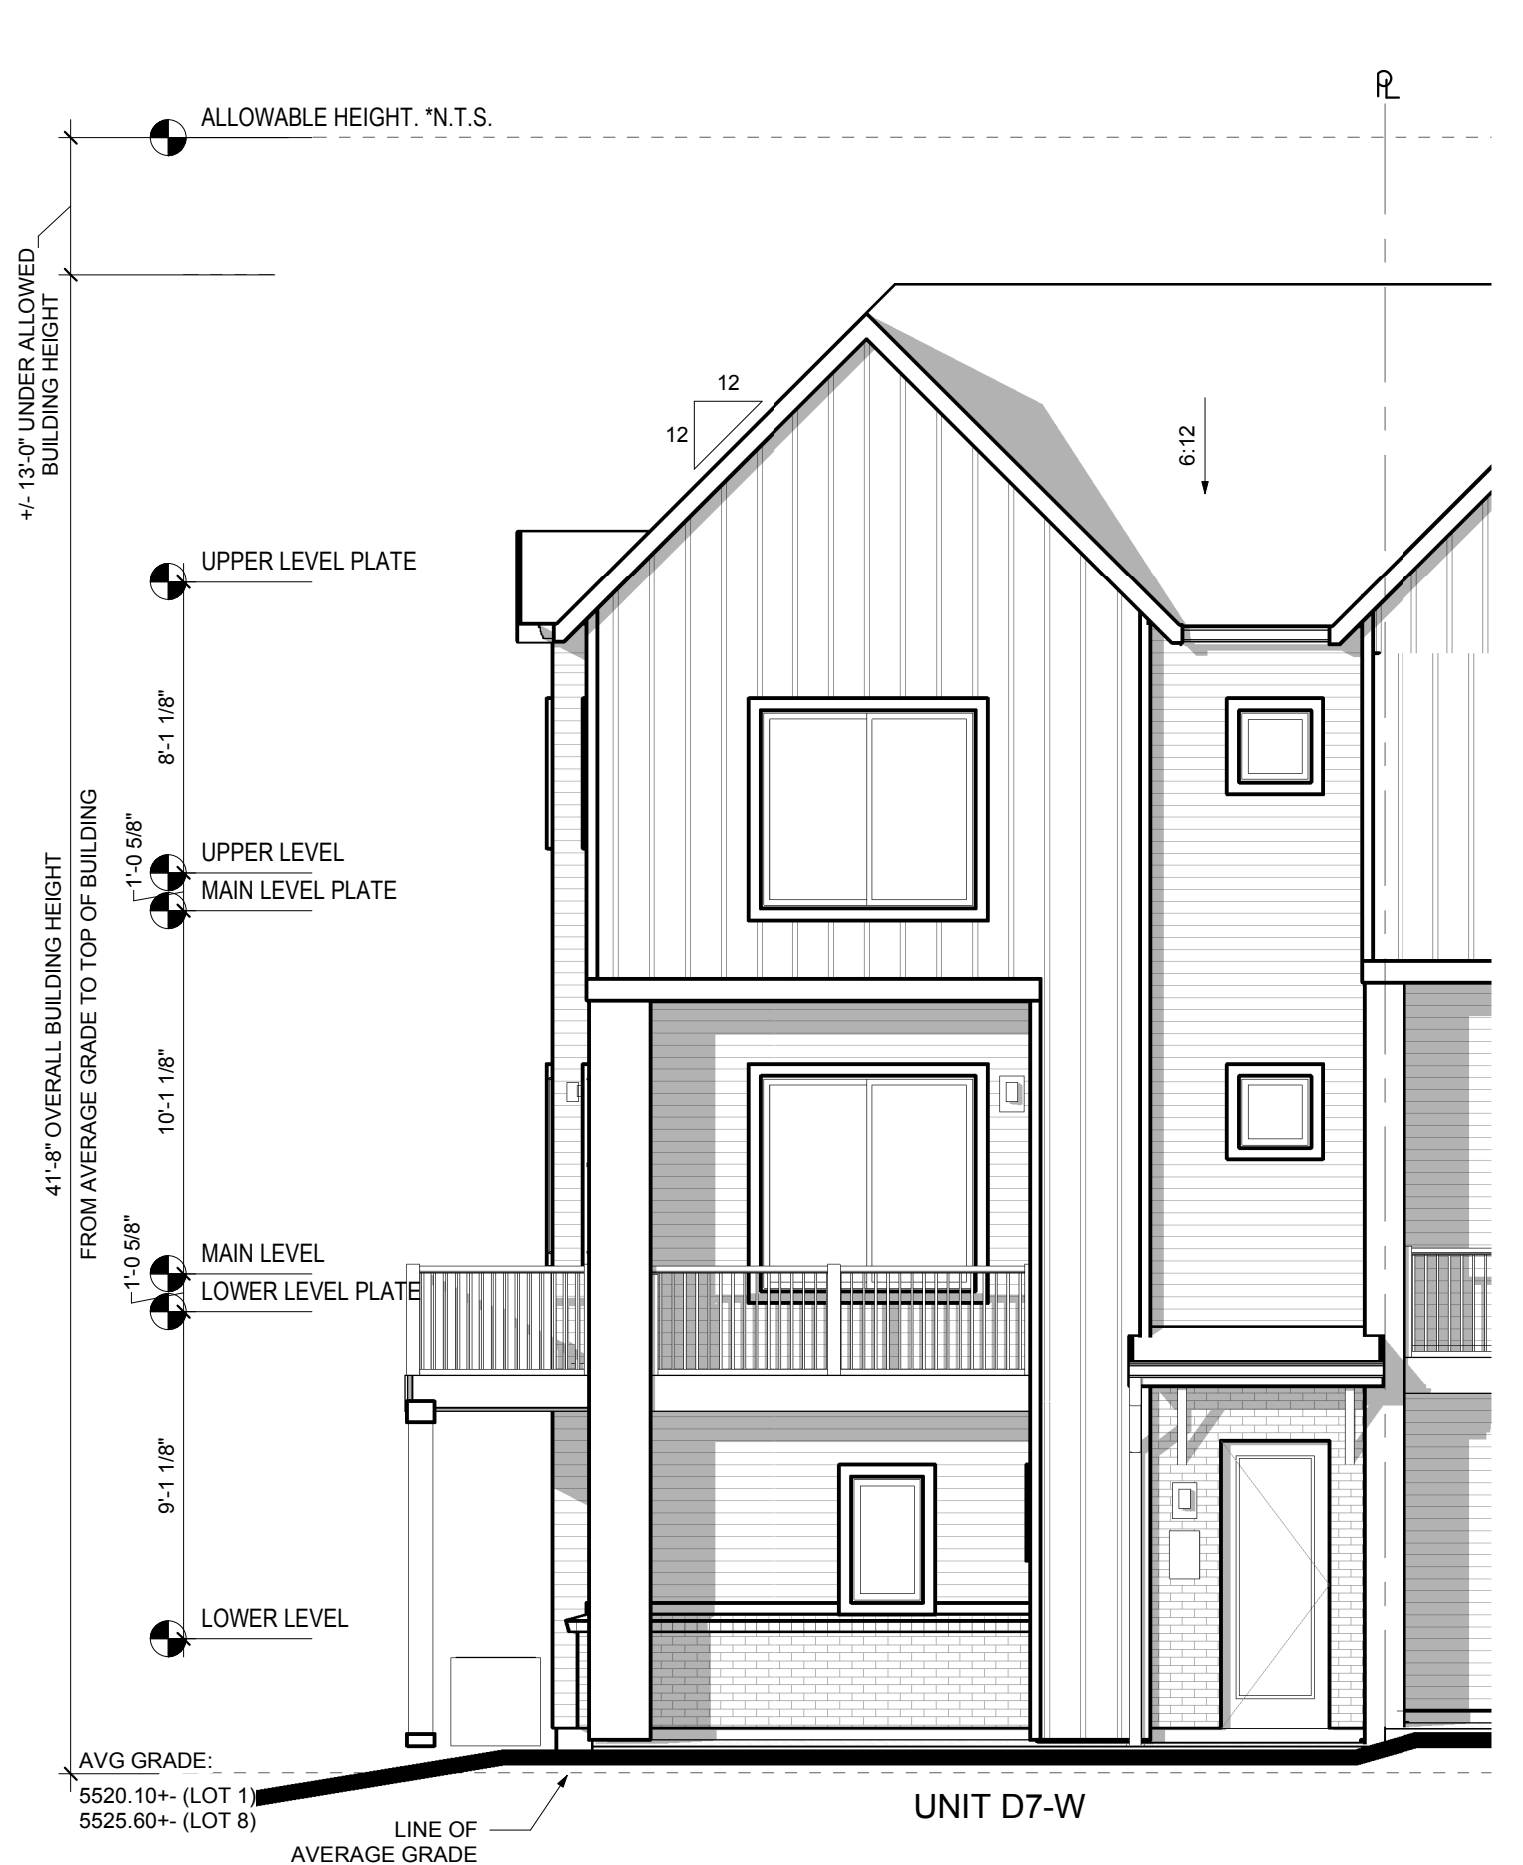 PL
ALLOWABLE HEIGHT. *N.T.S.
+/- 13'-0" UNDER ALLOWED
BUILDING HEIGHT
12
12
6:12
UPPER LEVEL PLATE
8'-1 1/8"
UPPER LEVEL
1'-0 5/8"
MAIN LEVEL PLATE
41'-8" OVERALL BUILDING HEIGHT
FROM AVERAGE GRADE TO TOP OF BUILDING
10'-1 1/8"
MAIN LEVEL
1'-0 5/8"
LOWER LEVEL PLATE
9'-1 1/8"
LOWER LEVEL
AVG GRADE:
5520.10+- (LOT 1)
5525.60+- (LOT 8)
LINE OF
AVERAGE GRADE
UNIT D7-W